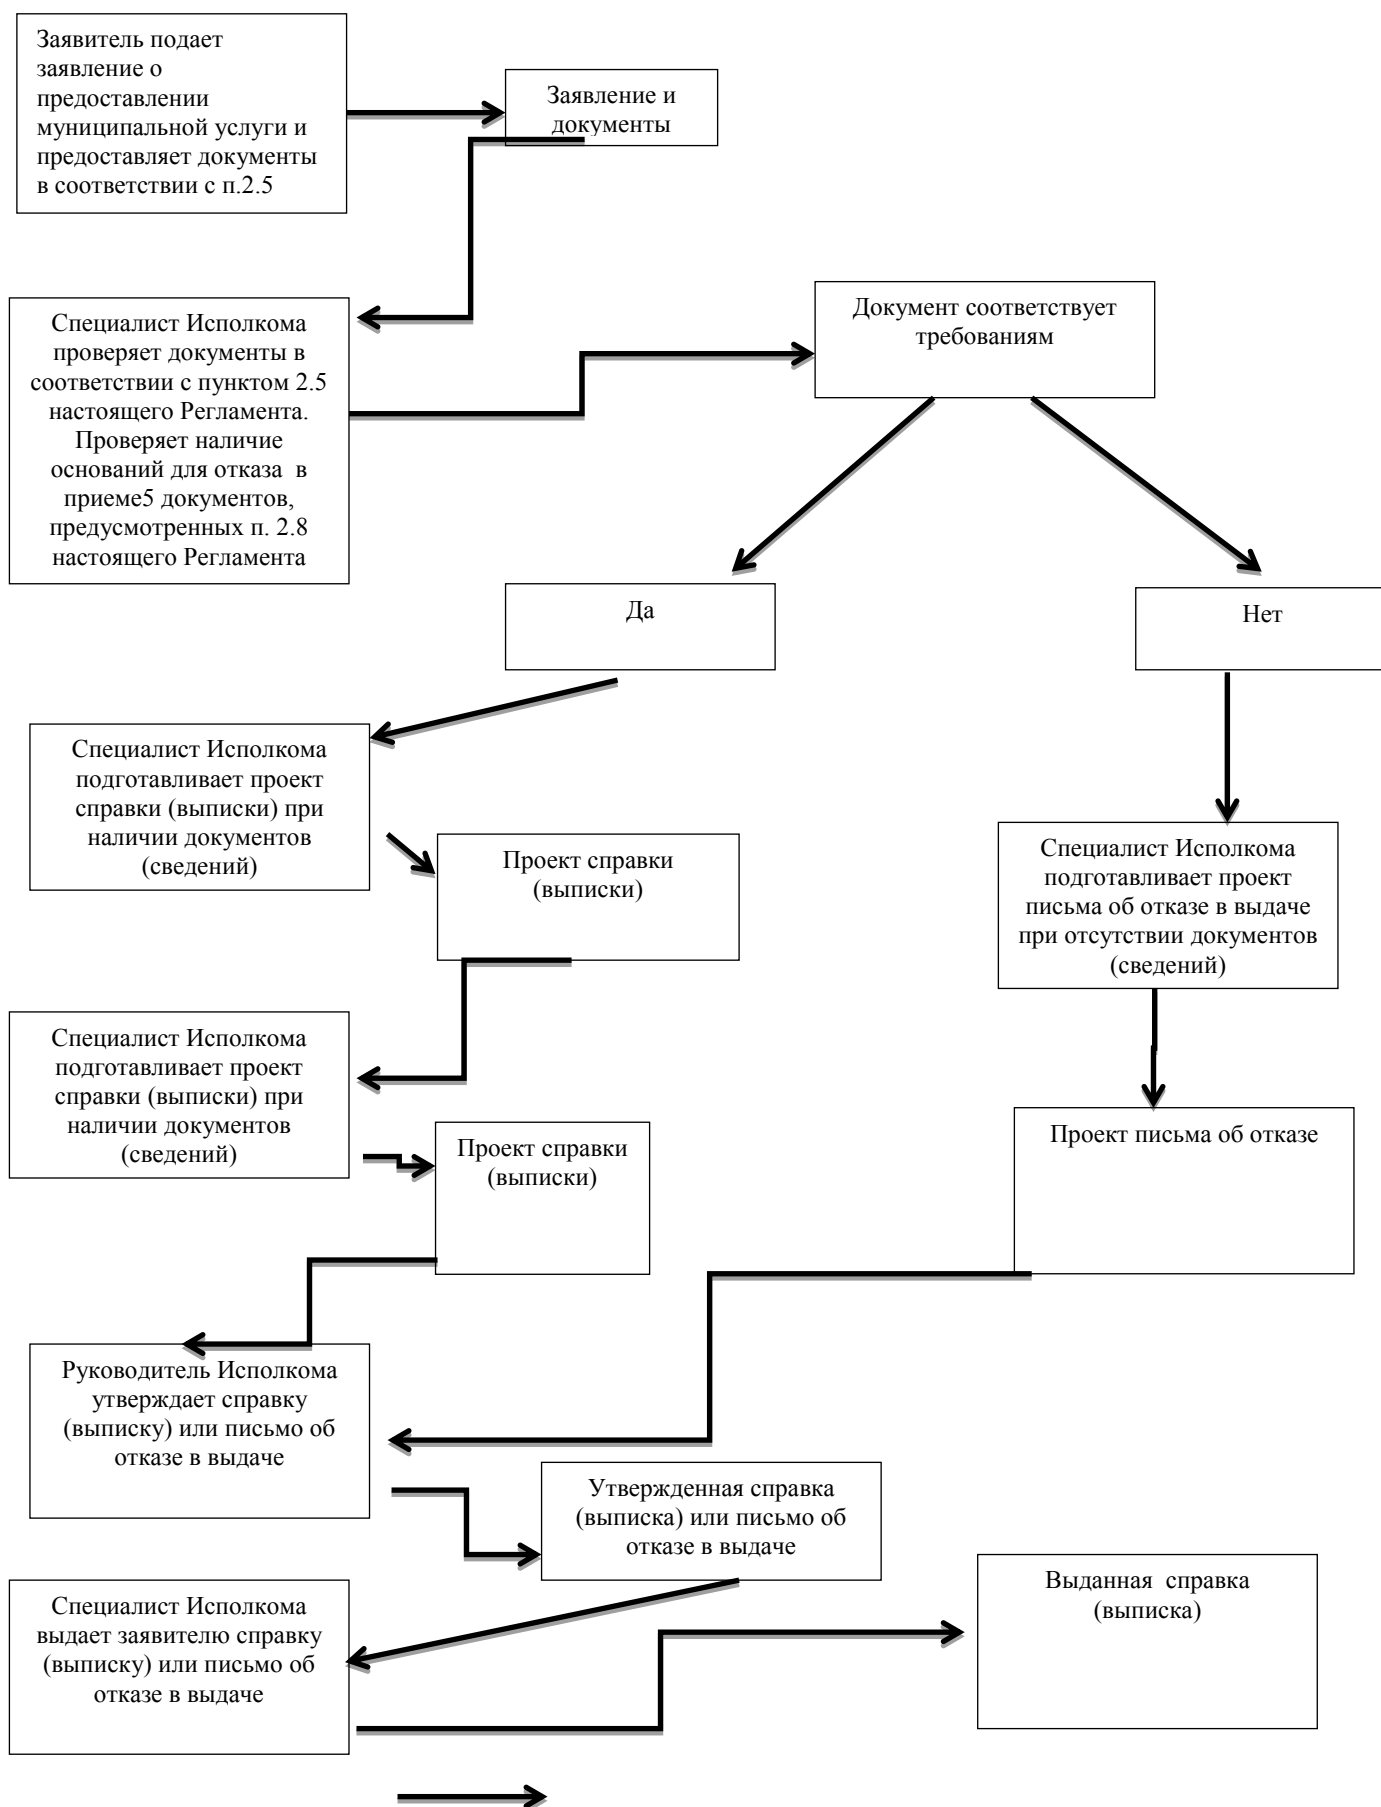 Заявитель подает
заявление о
предоставлении
муниципальной услуги и
предоставляет документы
в соответствии с п.2.5
Заявление и
документы
Специалист Исполкома
проверяет документы в
соответствии с пунктом 2.5
настоящего Регламента.
Проверяет наличие
оснований для отказа в
приеме5 документов,
предусмотренных п. 2.8
настоящего Регламента
Документ соответствует
требованиям
Да
Нет
Специалист Исполкома
подготавливает проект
справки (выписки) при
наличии документов
(сведений)
Проект справки
(выписки)
Специалист Исполкома
подготавливает проект
письма об отказе в выдаче
при отсутствии документов
(сведений)
Специалист Исполкома
подготавливает проект
справки (выписки) при
наличии документов
(сведений)
Проект справки
(выписки)
Проект письма об отказе
Руководитель Исполкома
утверждает справку
(выписку) или письмо об
отказе в выдаче
Утвержденная справка
(выписка) или письмо об
отказе в выдаче
Специалист Исполкома
выдает заявителю справку
(выписку) или письмо об
отказе в выдаче
Выданная справка
(выписка)